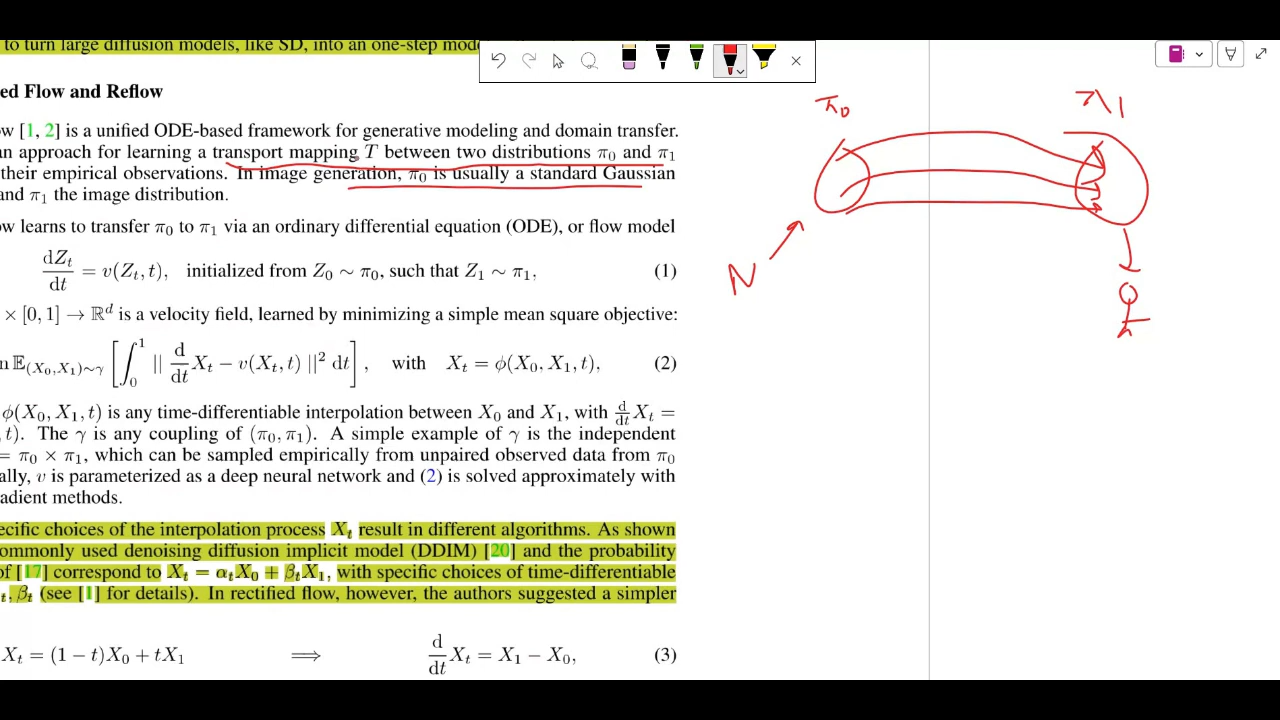 to turn large diffusion models, like SD, into an one-step mod
ed Flow and Reflow
w [1, 2] is a unified ODE-based framework for generative modeling and domain transfer.
an approach for learning a transport mapping T between two distributions π₀ and π₁
their empirical observations. In image generation, π₀ is usually a standard Gaussian
and π₁ the image distribution.
ow learns to transfer π₀ to π₁ via an ordinary differential equation (ODE), or flow model
dZₜ/dt = v(Zₜ, t), initialized from Z₀ ∼ π₀, such that Z₁ ∼ π₁, (1)
× [0, 1] → ℝᵈ is a velocity field, learned by minimizing a simple mean square objective:
n 𝔼₍X₀,X₁₎∼γ [∫₀¹ || d/dt Xₜ − v(Xₜ, t) ||² dt], with Xₜ = ϕ(X₀, X₁, t), (2)
ϕ(X₀, X₁, t) is any time-differentiable interpolation between X₀ and X₁, with d/dt Xₜ =
, t). The γ is any coupling of (π₀, π₁). A simple example of γ is the independent
= π₀ × π₁, which can be sampled empirically from unpaired observed data from π₀
ally, v is parameterized as a deep neural network and (2) is solved approximately with
adient methods.
ecific choices of the interpolation process Xₜ result in different algorithms. As shown
ommonly used denoising diffusion implicit model (DDIM) [20] and the probability
of [17] correspond to Xₜ = αₜX₀ + βₜX₁, with specific choices of time-differentiable
ₜ, βₜ (see [1] for details). In rectified flow, however, the authors suggested a simpler
Xₜ = (1 − t)X₀ + tX₁ ⟹ d/dt Xₜ = X₁ − X₀, (3)
π₀
π₁
N